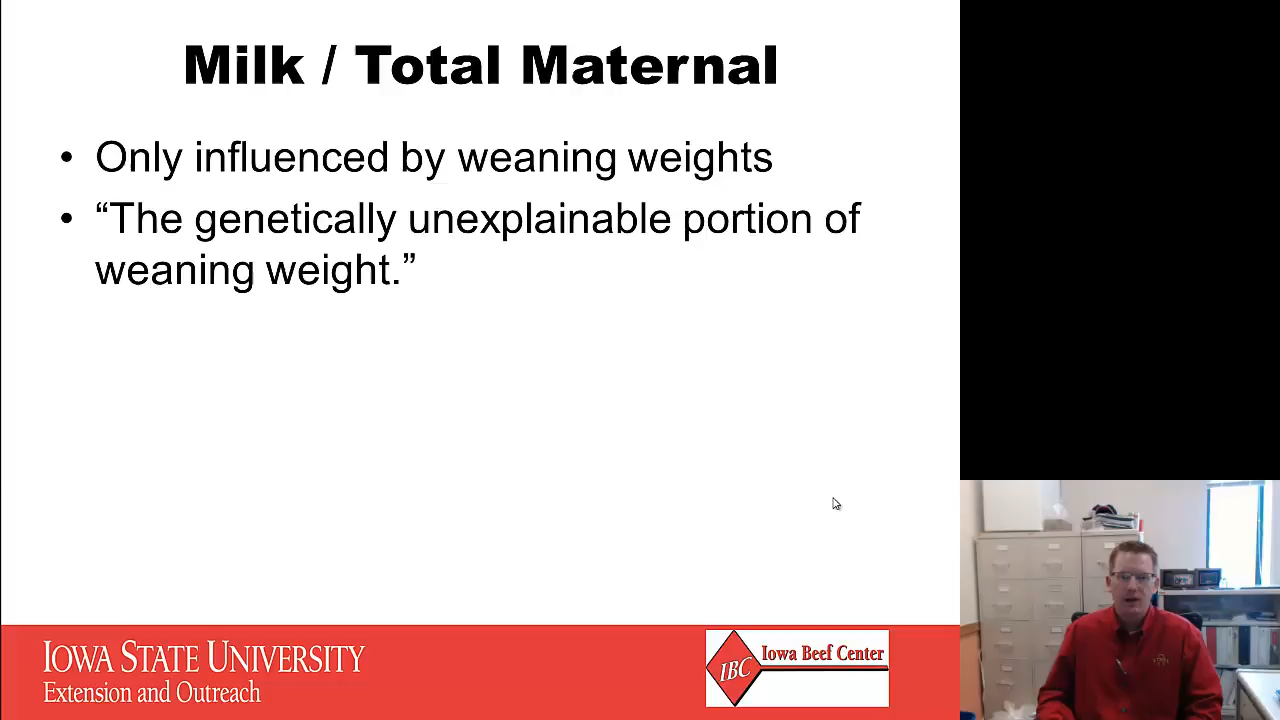 Milk / Total Maternal
• Only influenced by weaning weights
• “The genetically unexplainable portion of
weaning weight.”
IOWA STATE UNIVERSITY
Extension and Outreach
IBC
Iowa Beef Center